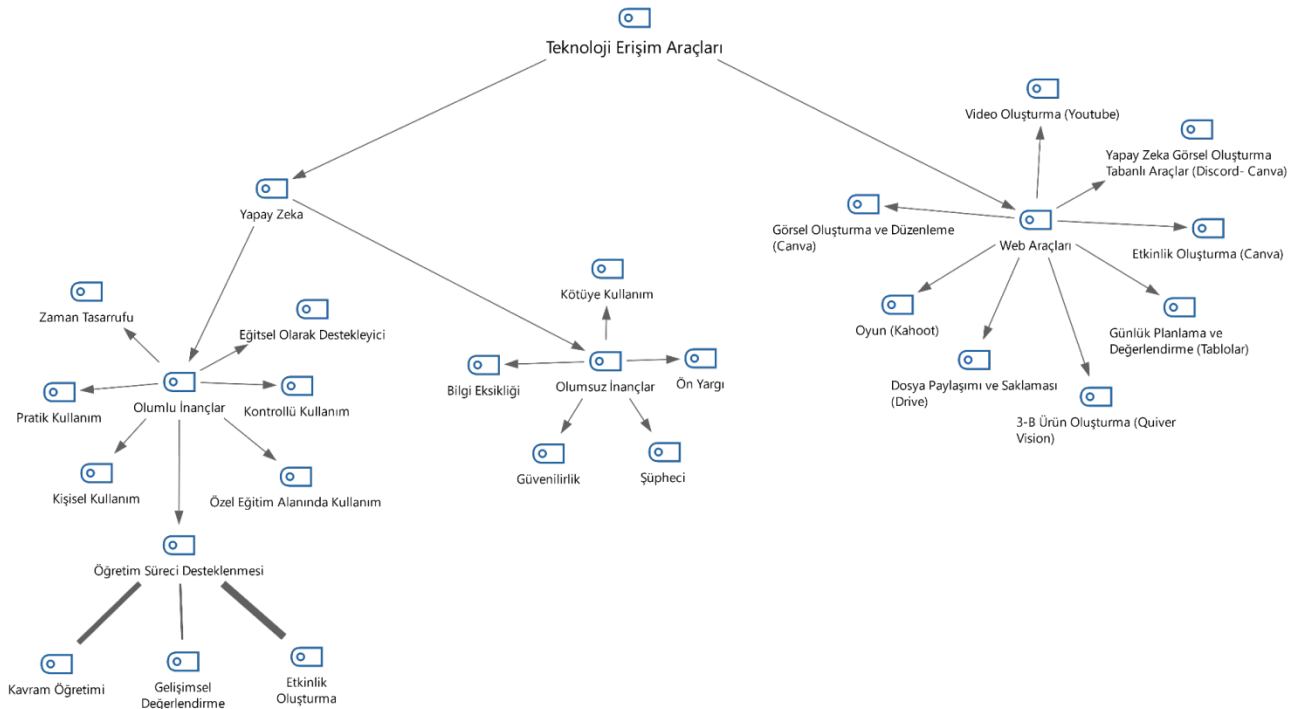 Teknoloji Erişim Araçları
Video Oluşturma (Youtube)
Yapay Zeka Görsel Oluşturma
Tabanlı Araçlar (Discord- Canva)
Yapay Zeka
Görsel Oluşturma ve Düzenleme
(Canva)
Web Araçları
Etkinlik Oluşturma (Canva)
Kötüye Kullanım
Zaman Tasarrufu
Eğitsel Olarak Destekleyici
Oyun (Kahoot)
Günlük Planlama ve
Değerlendirme (Tablolar)
Bilgi Eksikliği
Olumsuz İnançlar
Ön Yargı
Dosya Paylaşımı ve Saklaması
(Drive)
Pratik Kullanım
Olumlu İnançlar
Kontrollü Kullanım
3-B Ürün Oluşturma (Quiver
Vision)
Güvenilirlik
Şüpheci
Kişisel Kullanım
Özel Eğitim Alanında Kullanım
Öğretim Süreci Desteklenmesi
Kavram Öğretimi
Gelişimsel
Değerlendirme
Etkinlik
Oluşturma